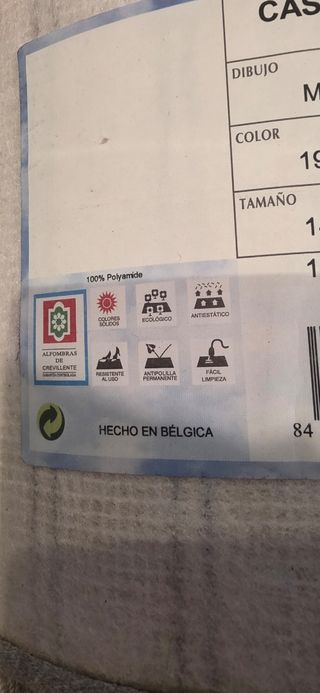 CAS
DIBUJO
M
COLOR
19
TAMAÑO
1
100% Polyamide
COLORES
SÓLIDOS
ECOLÓGICO
ANTIESTÁTICO
ALFOMBRAS
DE
CREVILLENTE
RESISTENTE
AL USO
ANTIPOLILLA
PERMANENTE
FÁCIL
LIMPIEZA
HECHO EN BÉLGICA
84